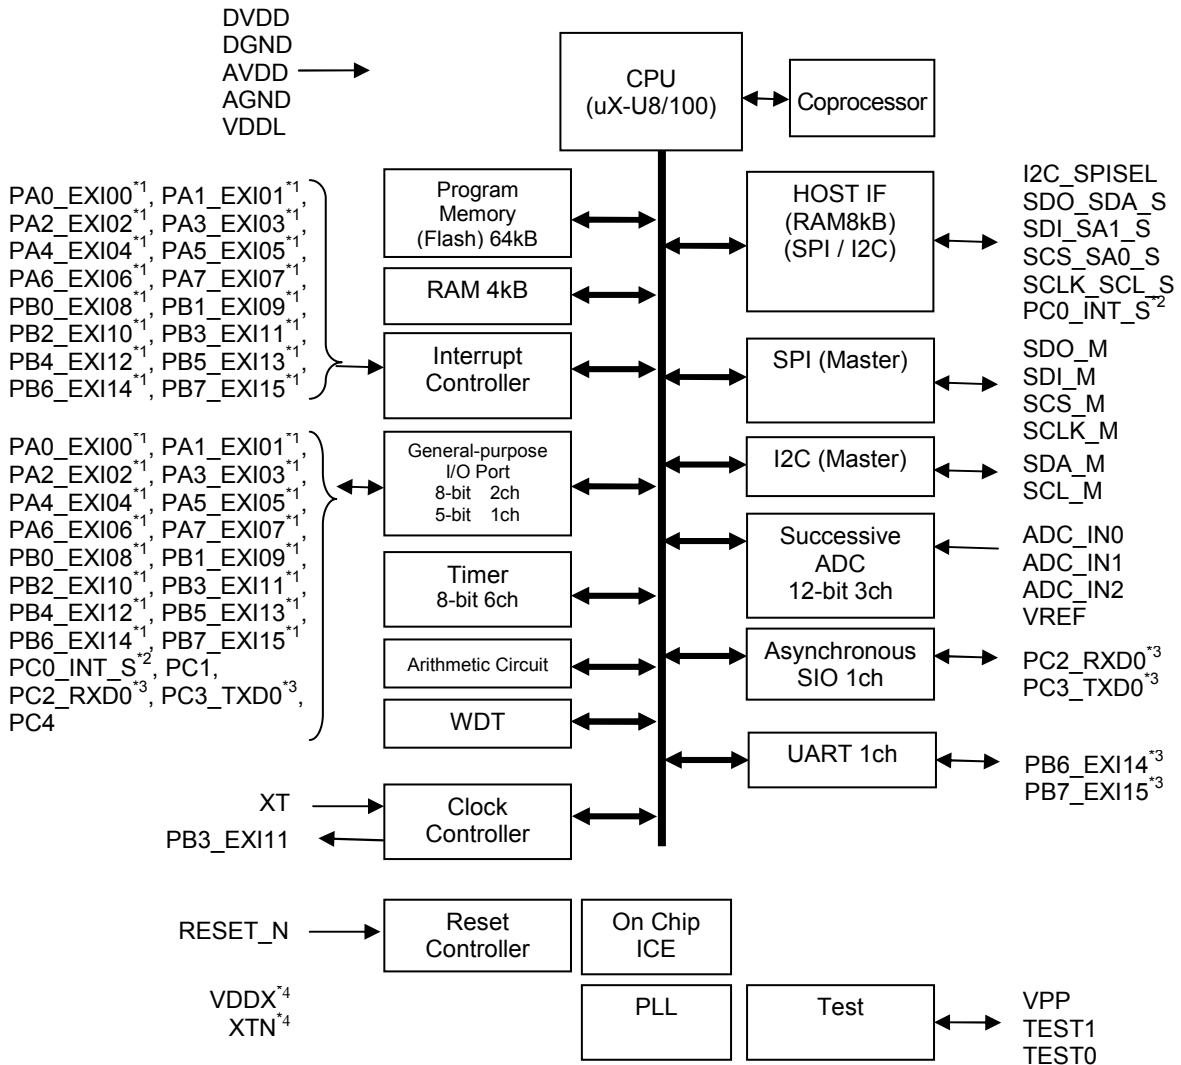 DVDD
DGND
AVDD
AGND
VDDL
CPU
(uX-U8/100)
Coprocessor
PA0_EXI00*1, PA1_EXI01*1,
PA2_EXI02*1, PA3_EXI03*1,
PA4_EXI04*1, PA5_EXI05*1,
PA6_EXI06*1, PA7_EXI07*1,
PB0_EXI08*1, PB1_EXI09*1,
PB2_EXI10*1, PB3_EXI11*1,
PB4_EXI12*1, PB5_EXI13*1,
PB6_EXI14*1, PB7_EXI15*1
Program
Memory
(Flash) 64kB
RAM 4kB
Interrupt
Controller
HOST IF
(RAM8kB)
(SPI / I2C)
I2C_SPISEL
SDO_SDA_S
SDI_SA1_S
SCS_SA0_S
SCLK_SCL_S
PC0_INT_S*2
SPI (Master)
SDO_M
SDI_M
SCS_M
SCLK_M
PA0_EXI00*1, PA1_EXI01*1,
PA2_EXI02*1, PA3_EXI03*1,
PA4_EXI04*1, PA5_EXI05*1,
PA6_EXI06*1, PA7_EXI07*1,
PB0_EXI08*1, PB1_EXI09*1,
PB2_EXI10*1, PB3_EXI11*1,
PB4_EXI12*1, PB5_EXI13*1,
PB6_EXI14*1, PB7_EXI15*1
PC0_INT_S*2, PC1,
PC2_RXD0*3, PC3_TXD0*3,
PC4
General-purpose
I/O Port
8-bit 2ch
5-bit 1ch
I2C (Master)
SDA_M
SCL_M
Timer
8-bit 6ch
Successive
ADC
12-bit 3ch
ADC_IN0
ADC_IN1
ADC_IN2
VREF
Arithmetic Circuit
Asynchronous
SIO 1ch
PC2_RXD0*3
PC3_TXD0*3
WDT
UART 1ch
PB6_EXI14*3
PB7_EXI15*3
XT
PB3_EXI11
Clock
Controller
RESET_N
Reset
Controller
On Chip
ICE
VDDX*4
XTN*4
PLL
Test
VPP
TEST1
TEST0